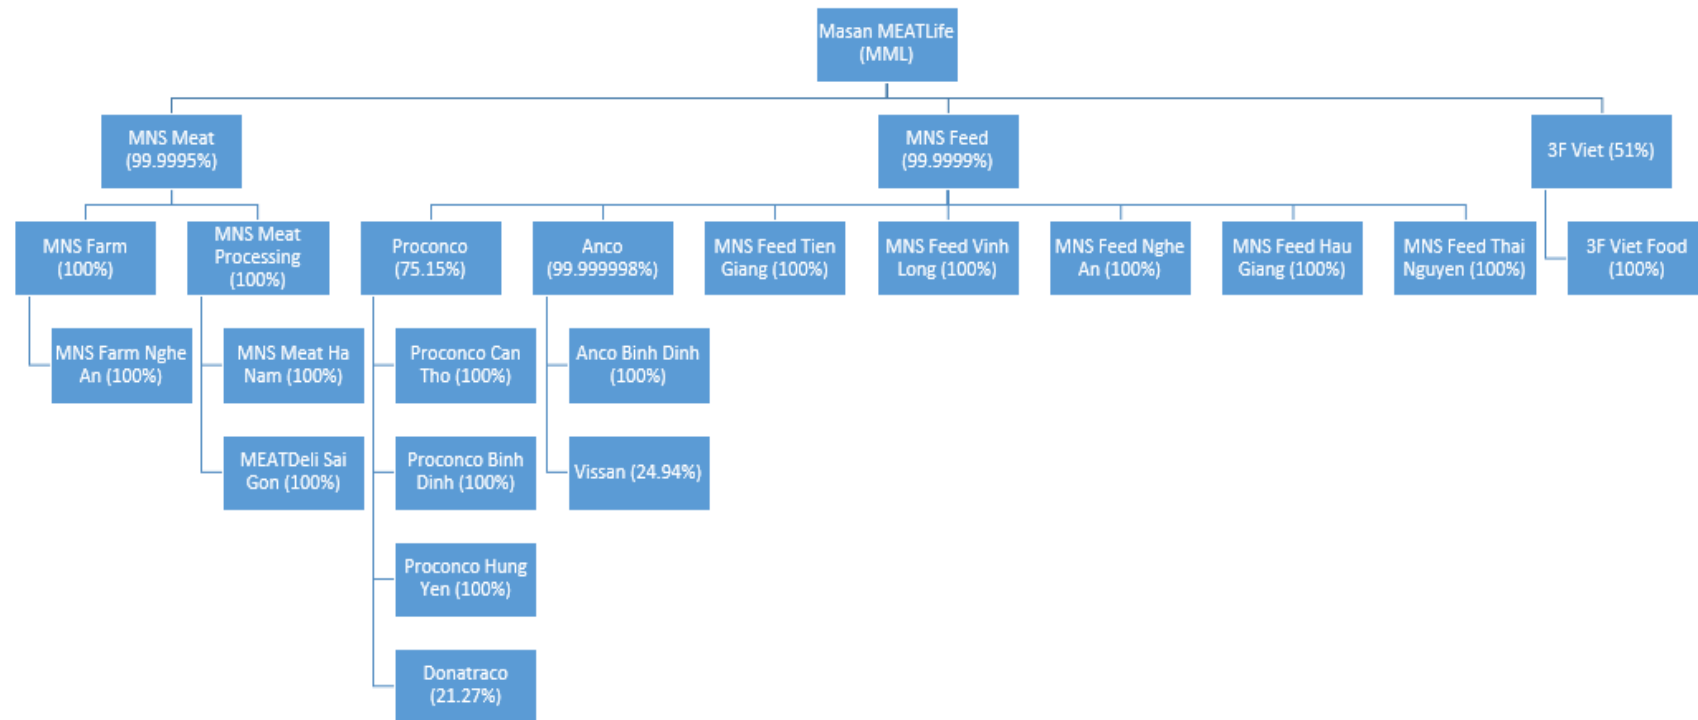 Masan MEATLife
(MML)
MNS Meat
(99.9995%)
MNS Feed
(99.9999%)
3F Viet (51%)
MNS Farm
(100%)
MNS Meat
Processing
(100%)
Proconco
(75.15%)
Anco
(99.999998%)
MNS Feed Tien
Giang (100%)
MNS Feed Vinh
Long (100%)
MNS Feed Nghe
An (100%)
MNS Feed Hau
Giang (100%)
MNS Feed Thai
Nguyen (100%)
3F Viet Food
(100%)
MNS Farm Nghe
An (100%)
MNS Meat Ha
Nam (100%)
Proconco Can
Tho (100%)
Anco Binh Dinh
(100%)
MEATDeli Sai
Gon (100%)
Proconco Binh
Dinh (100%)
Vissan (24.94%)
Proconco Hung
Yen (100%)
Donatraco
(21.27%)